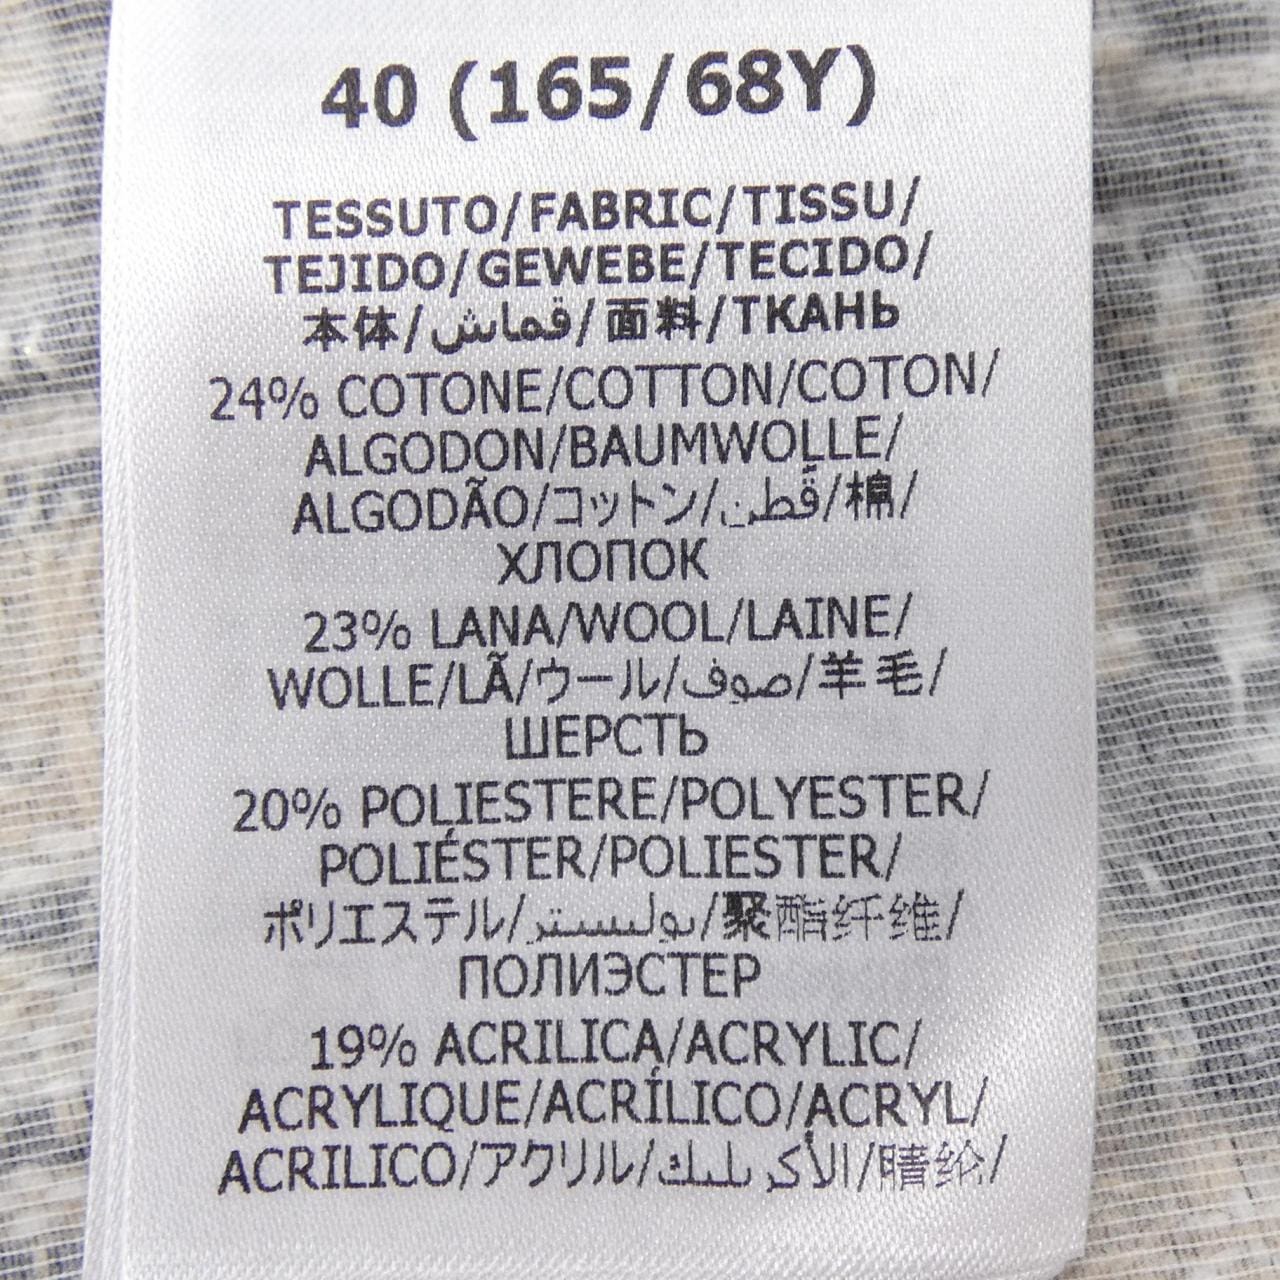 40 (165/68Y)
TESSUTO/FABRIC/TISSU/
TEJIDO/GEWEBE/TECIDO/
本体/قماش/面料/ТКАНЬ
24% COTONE/COTTON/COTON/
ALGODON/BAUMWOLLE/
ALGODÃO/コットン/قطن/棉/
ХЛОПОК
23% LANA/WOOL/LAINE/
WOLLE/LÃ/ウール/صوف/羊毛/
ШЕРСТЬ
20% POLIESTERE/POLYESTER/
POLIÉSTER/POLIESTER/
ポリエステル/بوليستر/聚酯纤维/
ПОЛИЭСТЕР
19% ACRILICA/ACRYLIC/
ACRYLIQUE/ACRÍLICO/ACRYL/
ACRILICO/アクリル/الأكريليك/腈纶/